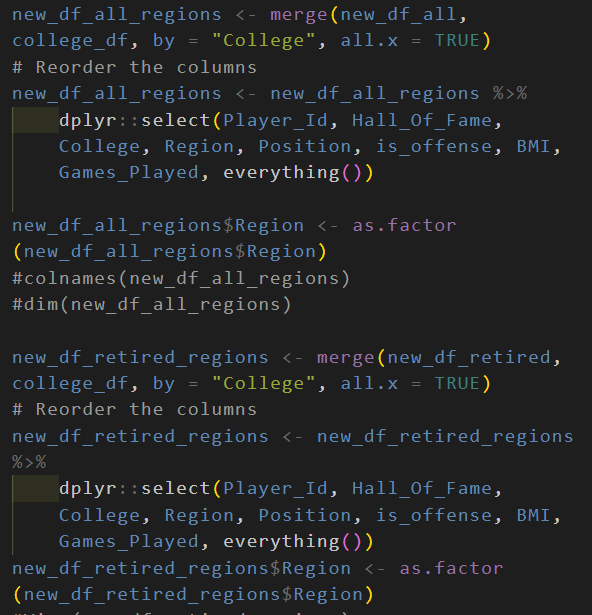 new_df_all_regions <- merge(new_df_all,
college_df, by = "College", all.x = TRUE)
# Reorder the columns
new_df_all_regions <- new_df_all_regions %>%
dplyr::select(Player_Id, Hall_Of_Fame,
College, Region, Position, is_offense, BMI,
Games_Played, everything())
new_df_all_regions$Region <- as.factor
(new_df_all_regions$Region)
#colnames(new_df_all_regions)
#dim(new_df_all_regions)
new_df_retired_regions <- merge(new_df_retired,
college_df, by = "College", all.x = TRUE)
# Reorder the columns
new_df_retired_regions <- new_df_retired_regions
%>%
dplyr::select(Player_Id, Hall_Of_Fame,
College, Region, Position, is_offense, BMI,
Games_Played, everything())
new_df_retired_regions$Region <- as.factor
(new_df_retired_regions$Region)